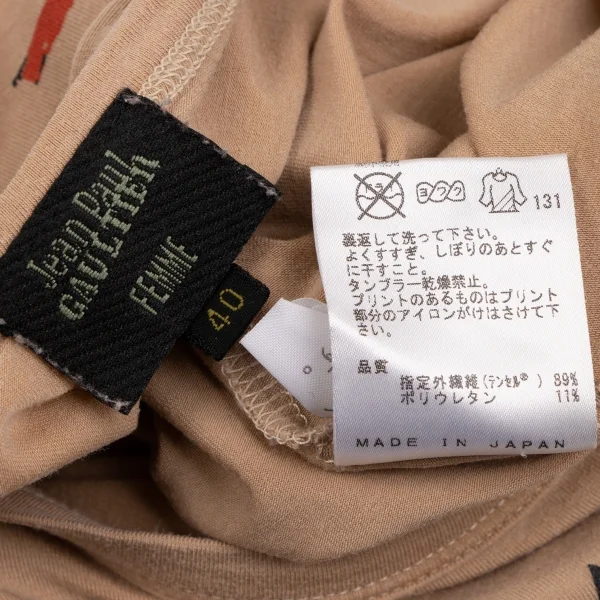 Jean Paul
GAULTIER
FEMME
40
ヨワク
131
裏返して洗って下さい。
よくすすぎ、しぼりのあとすぐ
に干すこと。
タンブラー乾燥禁止。
プリントのあるものはプリント
部分のアイロンがけはさけて下
さい。
品質
指定外繊維(テンセル®) 89%
ポリウレタン 11%
MADE IN JAPAN